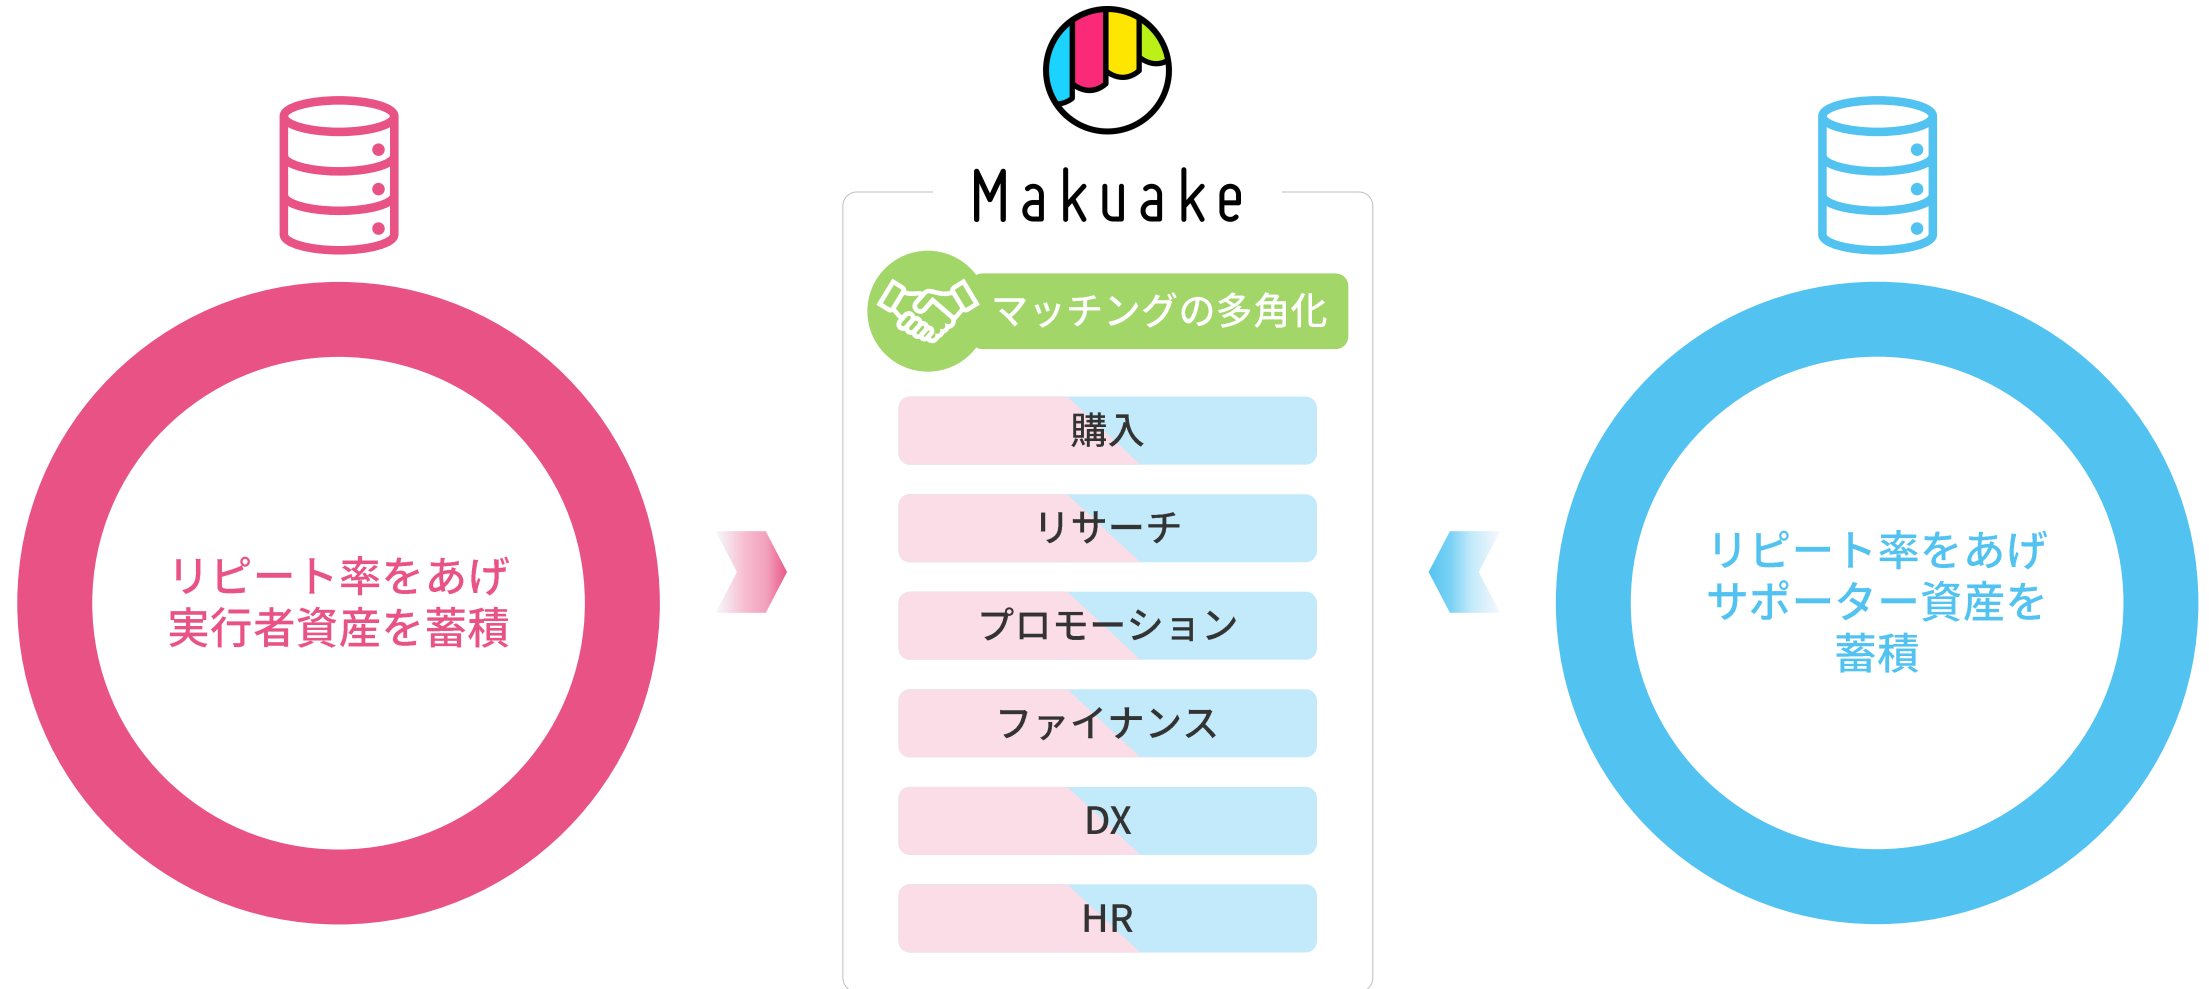 Makuake
マッチングの多角化
リピート率をあげ
実行者資産を蓄積
購入
リサーチ
プロモーション
ファイナンス
DX
HR
リピート率をあげ
サポーター資産を
蓄積